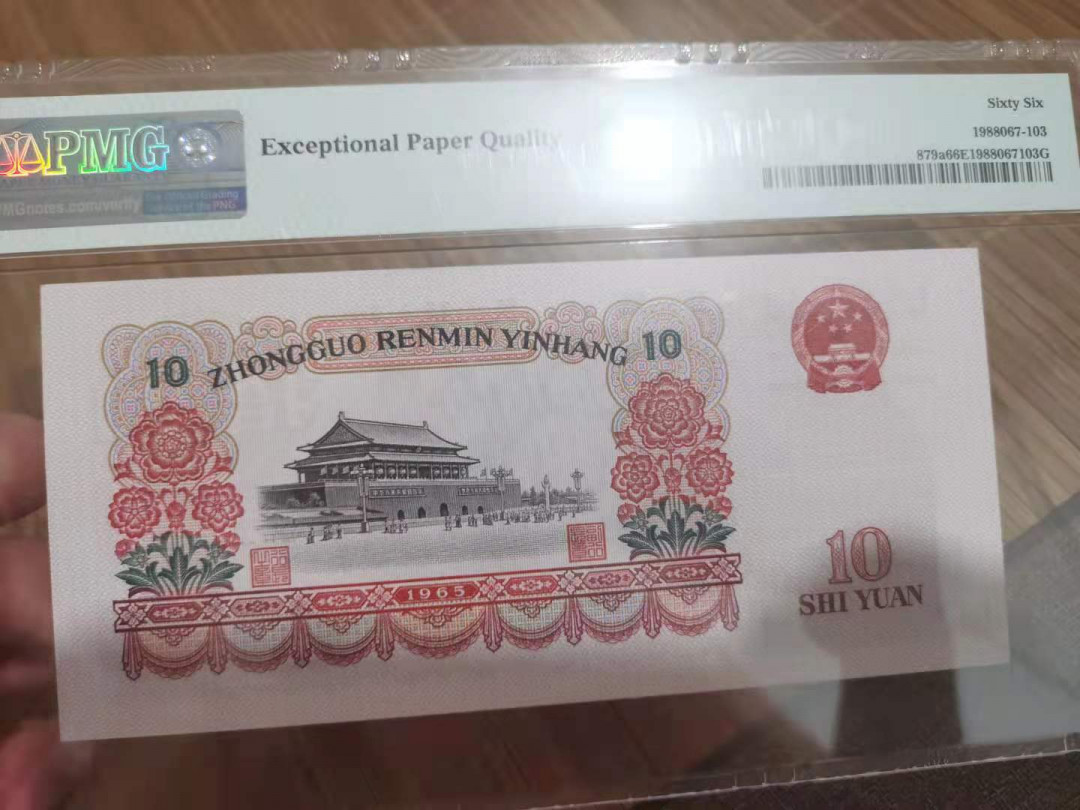 Sixty Six
PMG
Exceptional Paper Quality
1988067-103
879a66E1988067103G
10 ZHONGGUO RENMIN YINHANG 10
1965
10
SHI YUAN